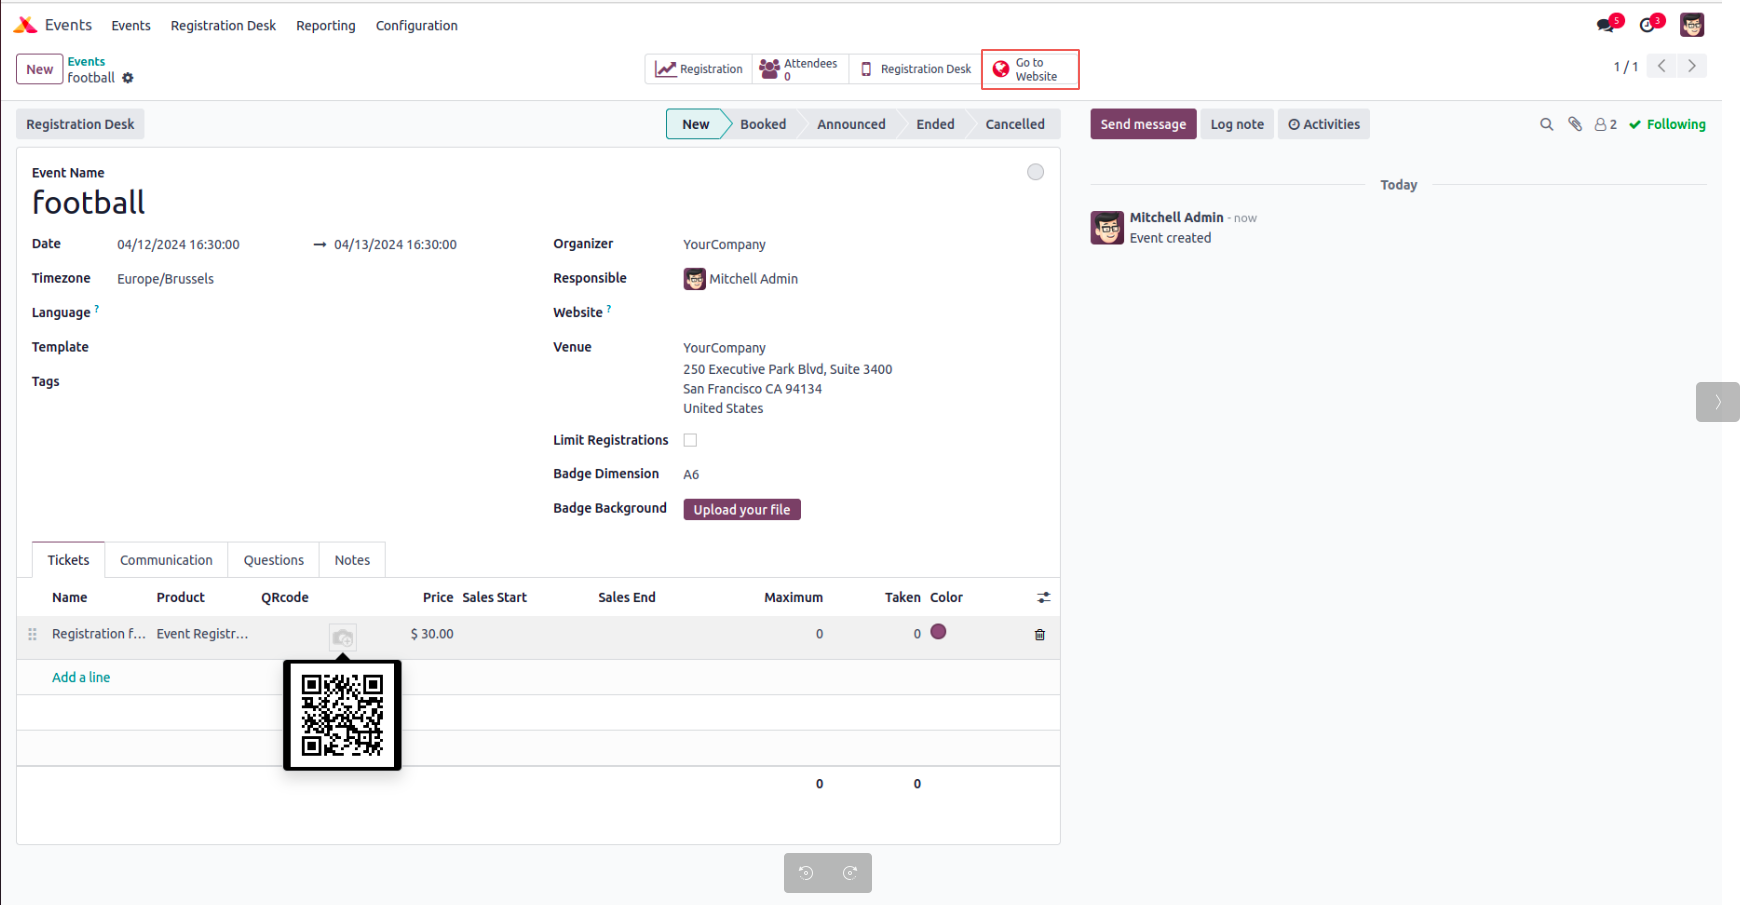 Events Events Registration Desk Reporting Configuration 5 3
New Events
football
Registration Attendees
0 Registration Desk Go to
Website 1 / 1
Registration Desk New Booked Announced Ended Cancelled Send message Log note Activities 2 Following
Event Name
football
Date 04/12/2024 16:30:00 → 04/13/2024 16:30:00
Timezone Europe/Brussels
Language ?
Template
Tags
Organizer YourCompany
Responsible Mitchell Admin
Website ?
Venue YourCompany
250 Executive Park Blvd, Suite 3400
San Francisco CA 94134
United States
Limit Registrations
Badge Dimension A6
Badge Background Upload your file
Today
Mitchell Admin - now
Event created
Tickets Communication Questions Notes
Name Product QRcode Price Sales Start Sales End Maximum Taken Color
Registration f... Event Registr... $ 30.00 0 0
Add a line
0 0